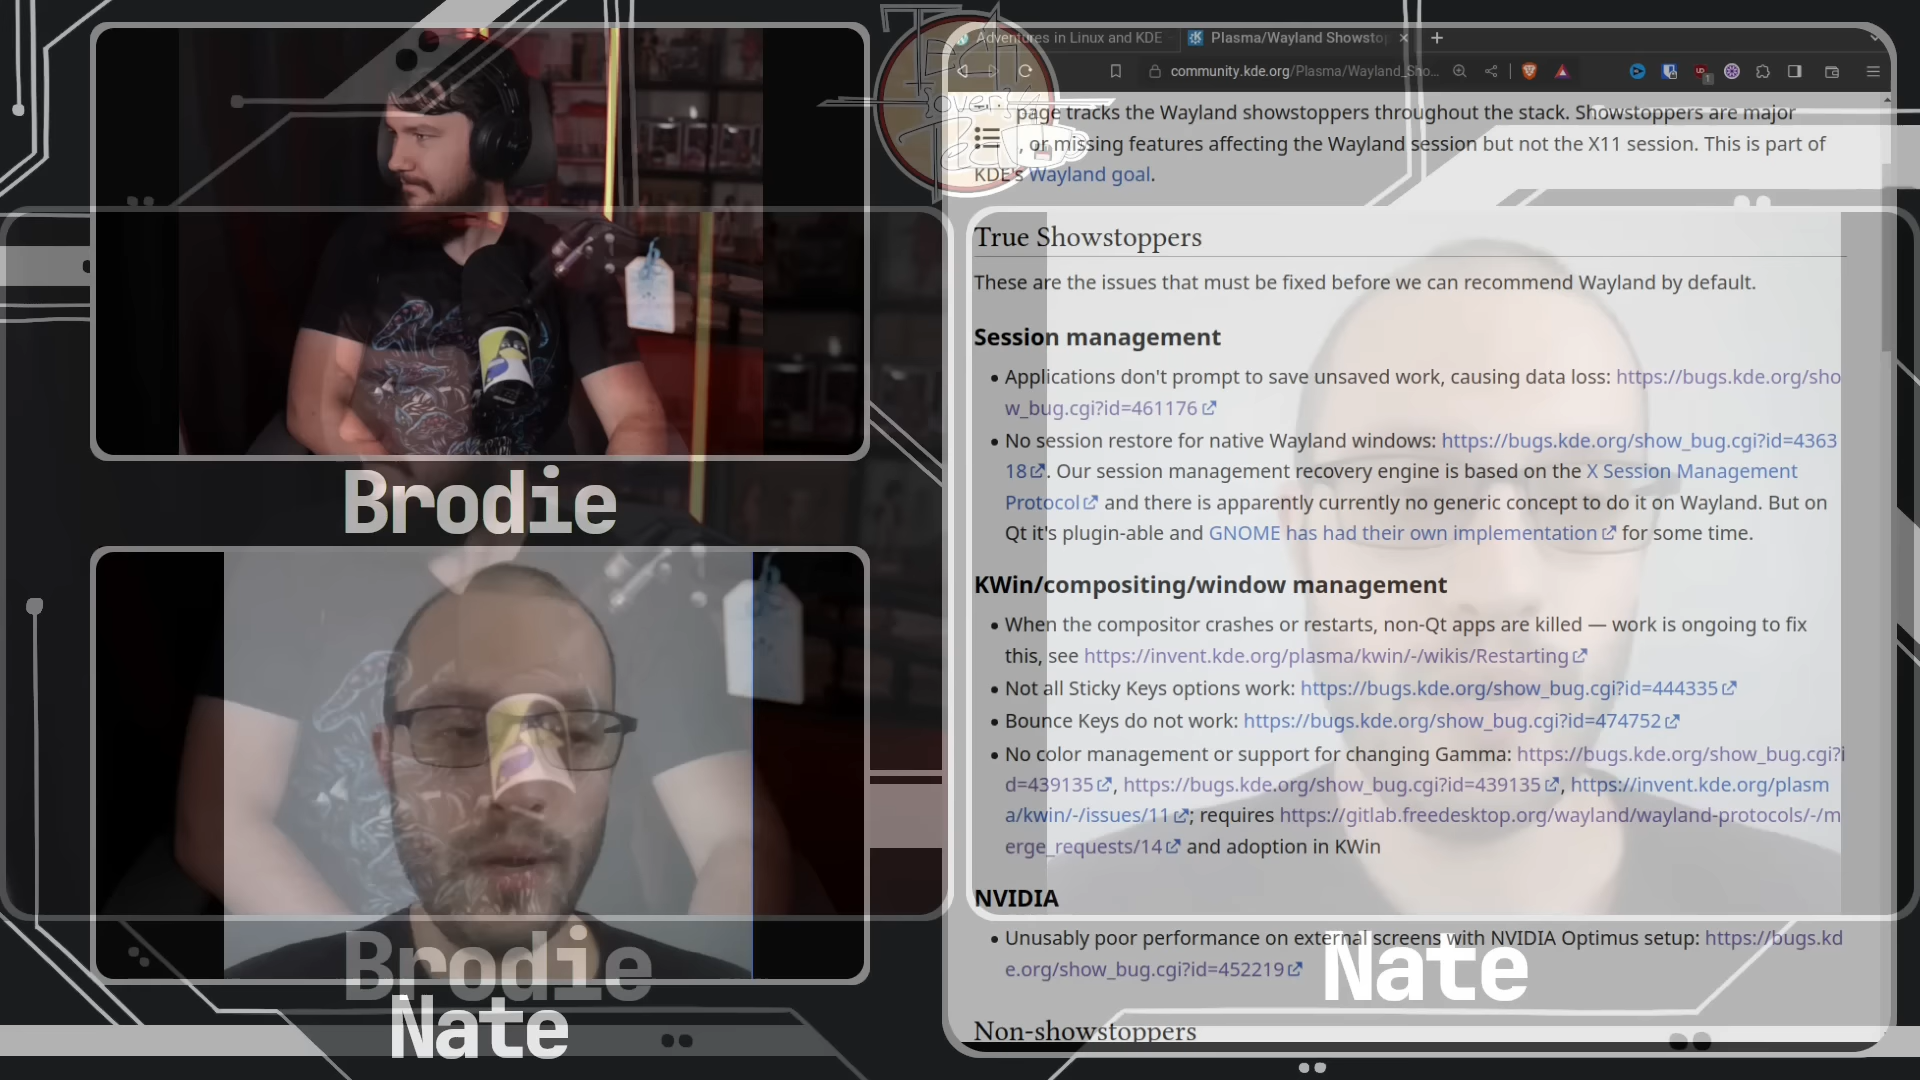 Adventures in Linux and KDE
Plasma/Wayland Showsto
community.kde.org/Plasma/Wayland_Sho...
Tech
over
Tea
page tracks the Wayland showstoppers throughout the stack. Showstoppers are major
, or missing features affecting the Wayland session but not the X11 session. This is part of
KDE's Wayland goal.
True Showstoppers
These are the issues that must be fixed before we can recommend Wayland by default.
Session management
• Applications don't prompt to save unsaved work, causing data loss: https://bugs.kde.org/sho
w_bug.cgi?id=461176
• No session restore for native Wayland windows: https://bugs.kde.org/show_bug.cgi?id=4363
18. Our session management recovery engine is based on the X Session Management
Protocol and there is apparently currently no generic concept to do it on Wayland. But on
Qt it's plugin-able and GNOME has had their own implementation for some time.
KWin/compositing/window management
• When the compositor crashes or restarts, non-Qt apps are killed — work is ongoing to fix
this, see https://invent.kde.org/plasma/kwin/-/wikis/Restarting
• Not all Sticky Keys options work: https://bugs.kde.org/show_bug.cgi?id=444335
• Bounce Keys do not work: https://bugs.kde.org/show_bug.cgi?id=474752
• No color management or support for changing Gamma: https://bugs.kde.org/show_bug.cgi?i
d=439135, https://bugs.kde.org/show_bug.cgi?id=439135, https://invent.kde.org/plasm
a/kwin/-/issues/11; requires https://gitlab.freedesktop.org/wayland/wayland-protocols/-/m
erge_requests/14 and adoption in KWin
NVIDIA
• Unusably poor performance on external screens with NVIDIA Optimus setup: https://bugs.kd
e.org/show_bug.cgi?id=452219
Non-showstoppers
Brodie
Brodie
Nate
Nate